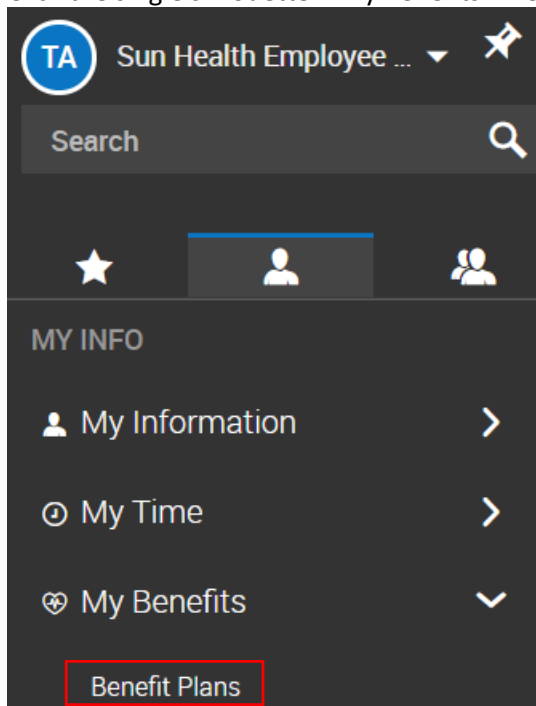 TA Sun Health Employee ...
Search
MY INFO
My Information
My Time
My Benefits
Benefit Plans